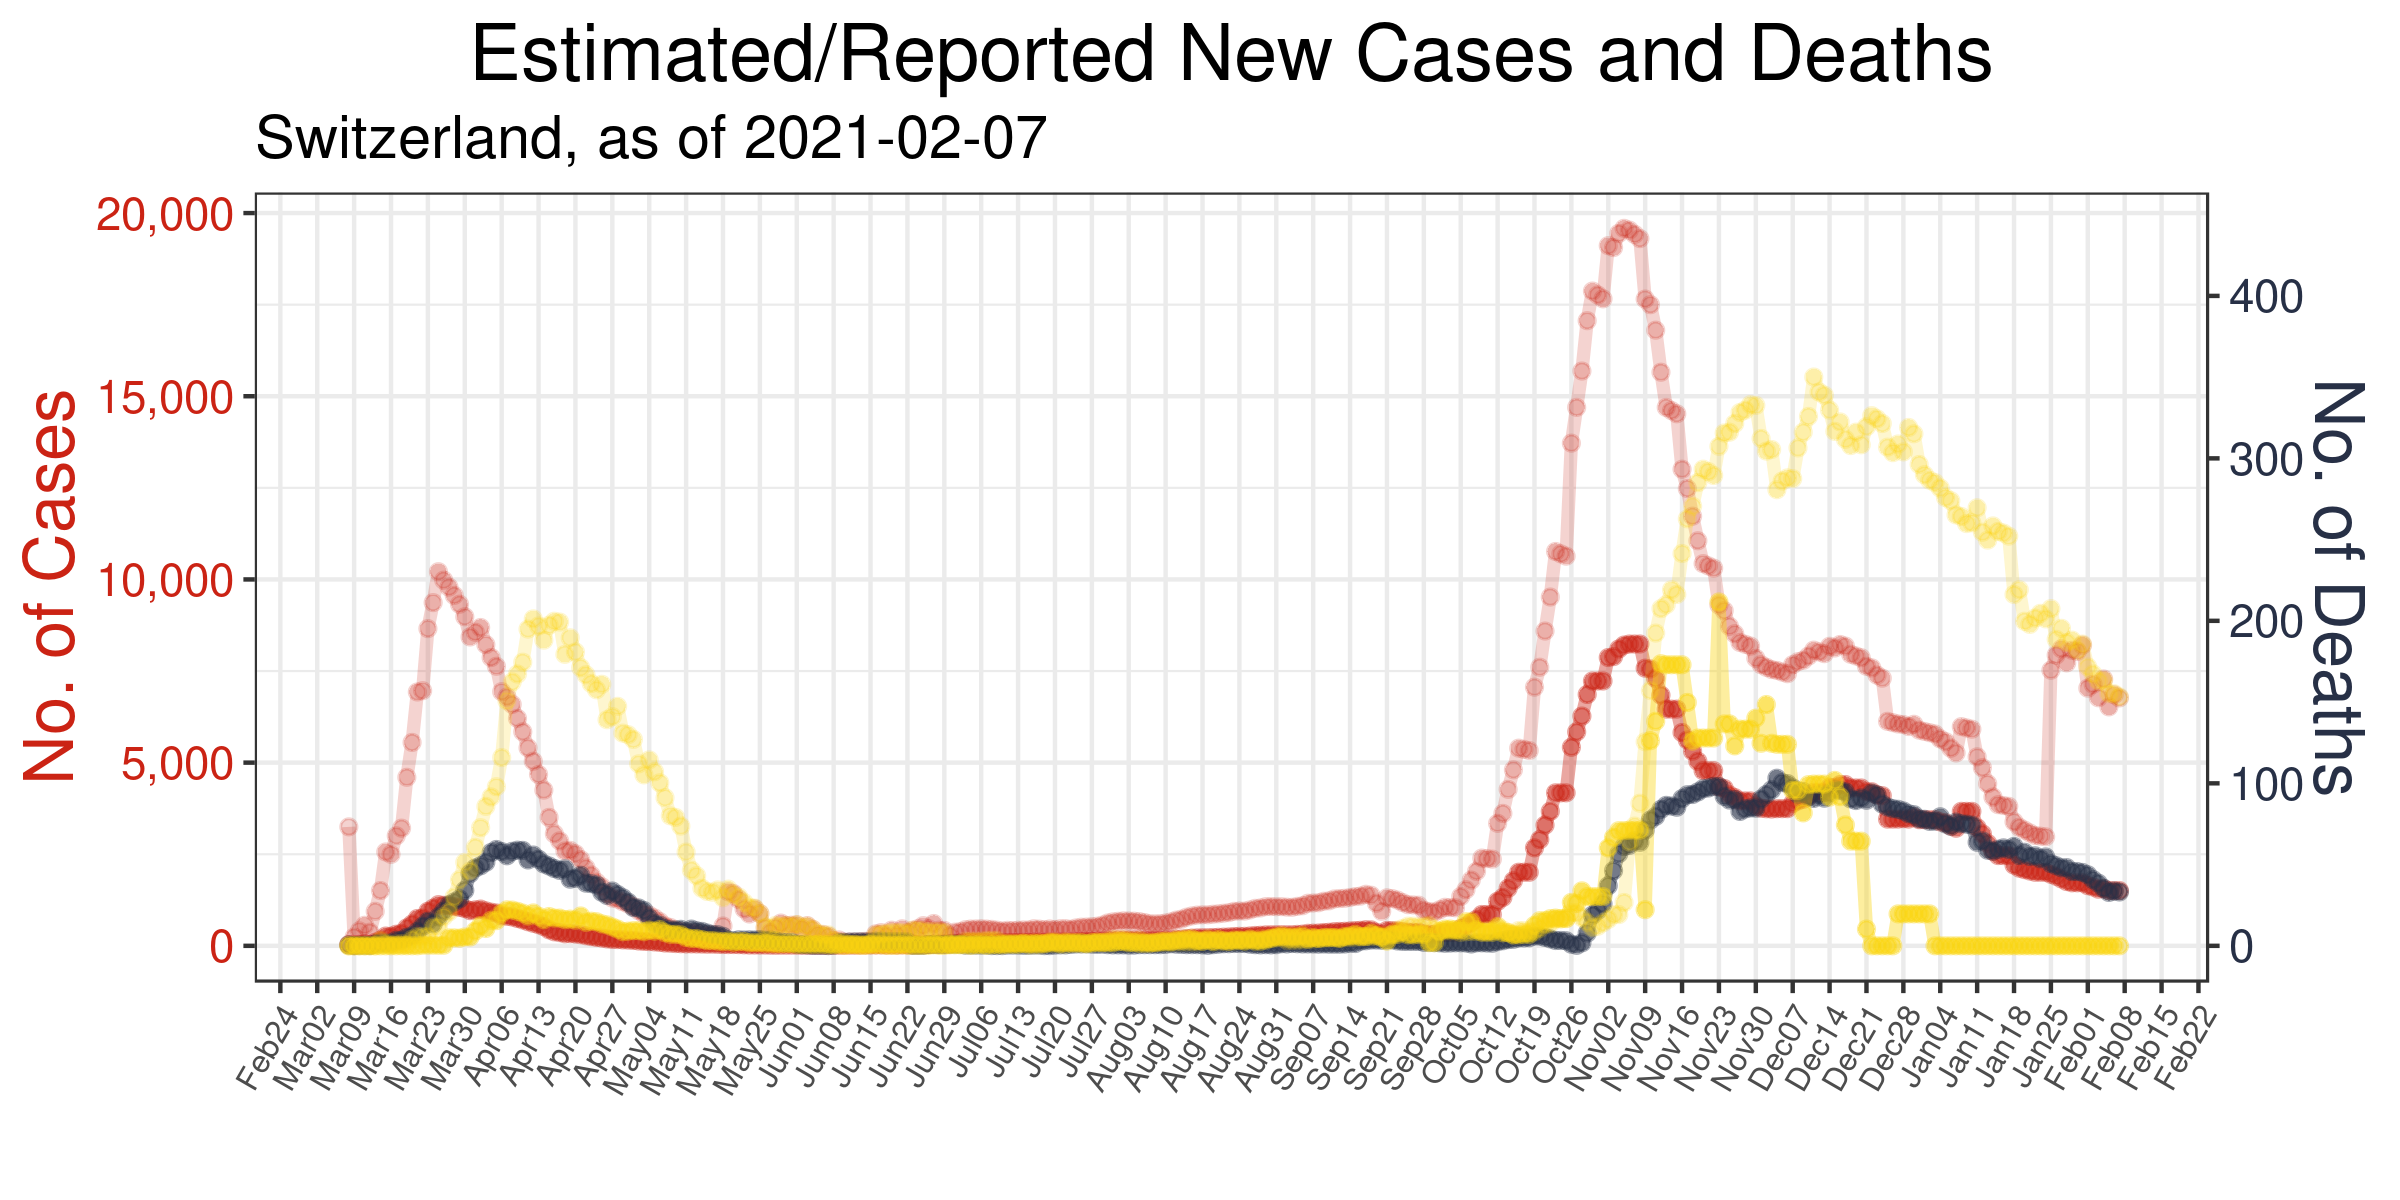 Estimated/Reported New Cases and Deaths
Switzerland, as of 2021-02-07
No. of Cases
20,000
15,000
10,000
5,000
0
400
300
200
100
0
No. of Deaths
Feb24
Mar02
Mar09
Mar16
Mar23
Mar30
Apr06
Apr13
Apr20
Apr27
May04
May11
May18
May25
Jun01
Jun08
Jun15
Jun22
Jun29
Jul06
Jul13
Jul20
Jul27
Aug03
Aug10
Aug17
Aug24
Aug31
Sep07
Sep14
Sep21
Sep28
Oct05
Oct12
Oct19
Oct26
Nov02
Nov09
Nov16
Nov23
Nov30
Dec07
Dec14
Dec21
Dec28
Jan04
Jan11
Jan18
Jan25
Feb01
Feb08
Feb15
Feb22